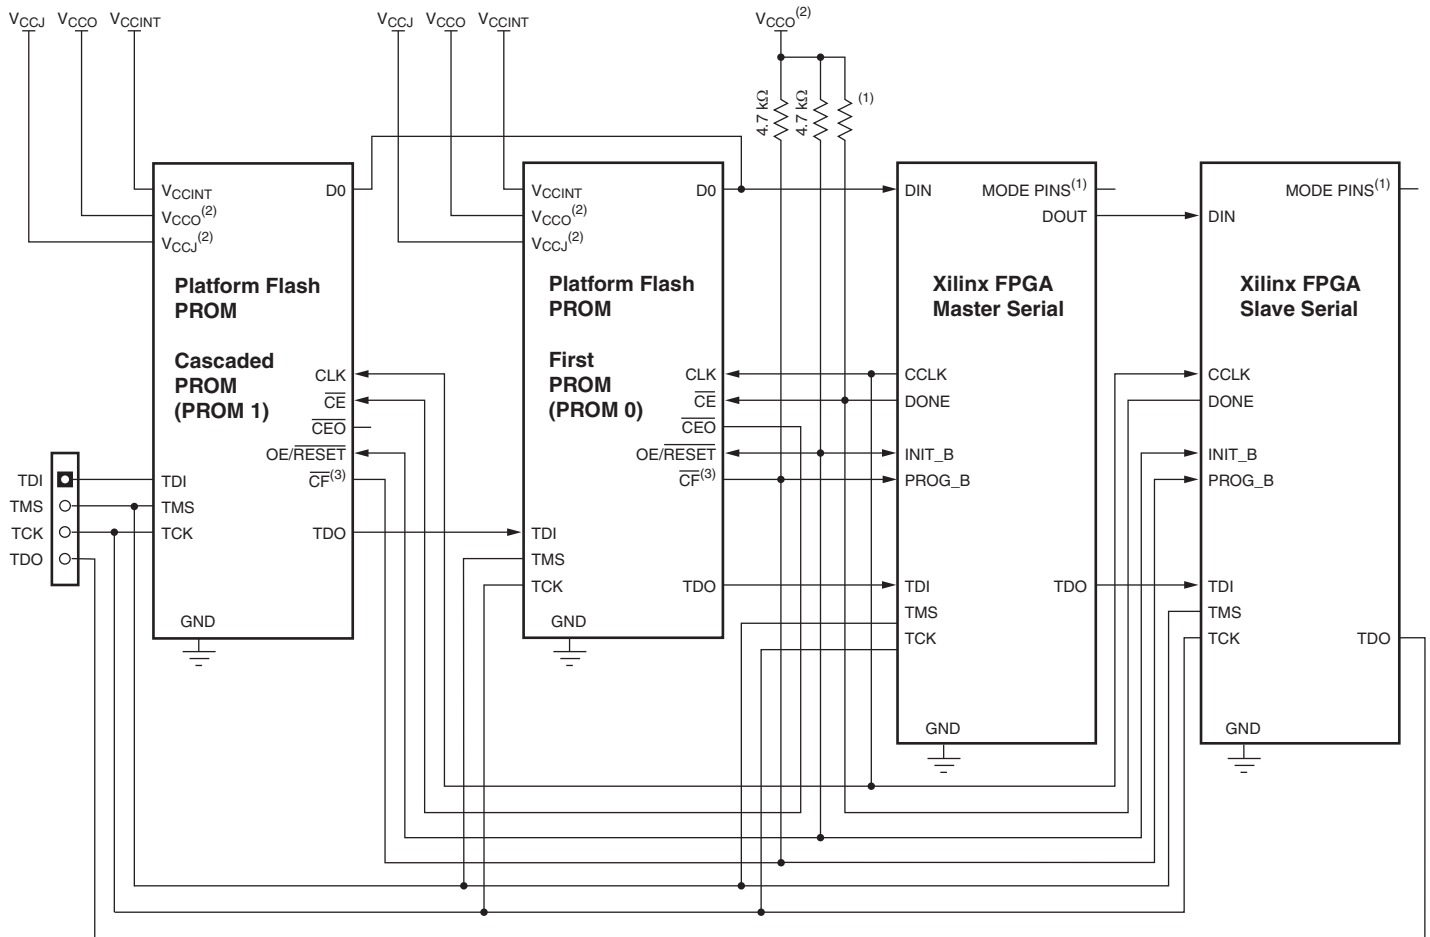 VCCJ VCCO VCCINT
VCCJ VCCO VCCINT
VCCO(2)
4.7 kΩ
4.7 kΩ
(1)
VCCINT
VCCO(2)
VCCJ(2)
D0
Platform Flash
PROM
Cascaded
PROM
(PROM 1)
CLK
CE
CEO
OE/RESET
CF(3)
TDI
TMS
TCK
TDO
GND
VCCINT
VCCO(2)
VCCJ(2)
D0
Platform Flash
PROM
First
PROM
(PROM 0)
CLK
CE
CEO
OE/RESET
CF(3)
TDI
TMS
TCK
TDO
GND
DIN
MODE PINS(1)
DOUT
Xilinx FPGA
Master Serial
CCLK
DONE
INIT_B
PROG_B
TDI
TMS
TCK
TDO
GND
MODE PINS(1)
DIN
Xilinx FPGA
Slave Serial
CCLK
DONE
INIT_B
PROG_B
TDI
TMS
TCK
TDO
GND
TDI
TMS
TCK
TDO